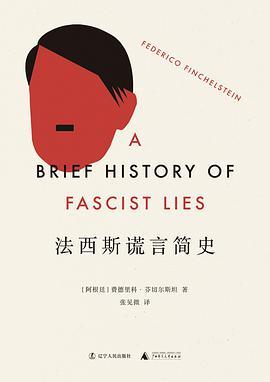 FEDERICO FINCHELSTEIN
A
BRIEF HISTORY OF
FASCIST LIES
法西斯谎言简史
[阿根廷] 费德里科·芬切尔斯坦 著
张见微 译
辽宁人民出版社